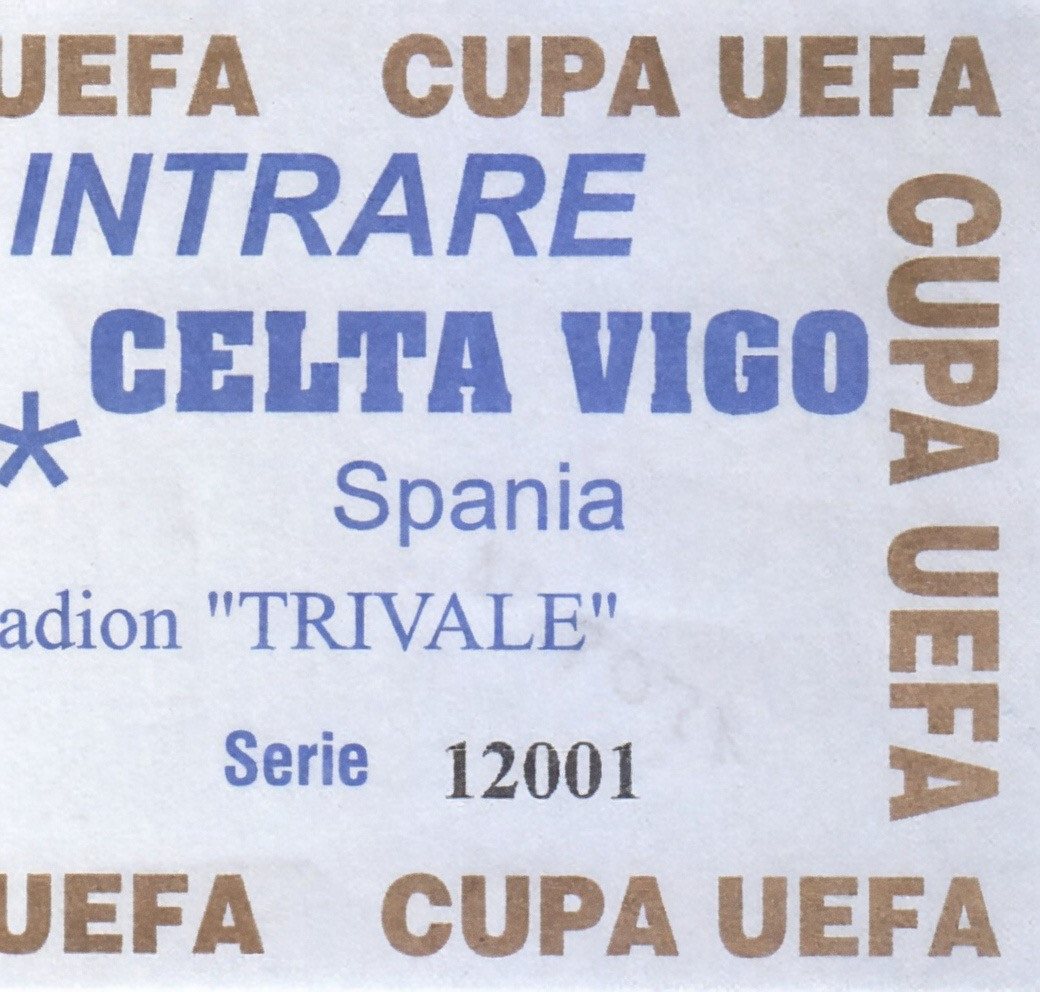 UEFA CUPA UEFA
INTRARE
CELTA VIGO
*
Spania
adion "TRIVALE"
Serie 12001
UEFA CUPA UEFA
CUPA UEFA